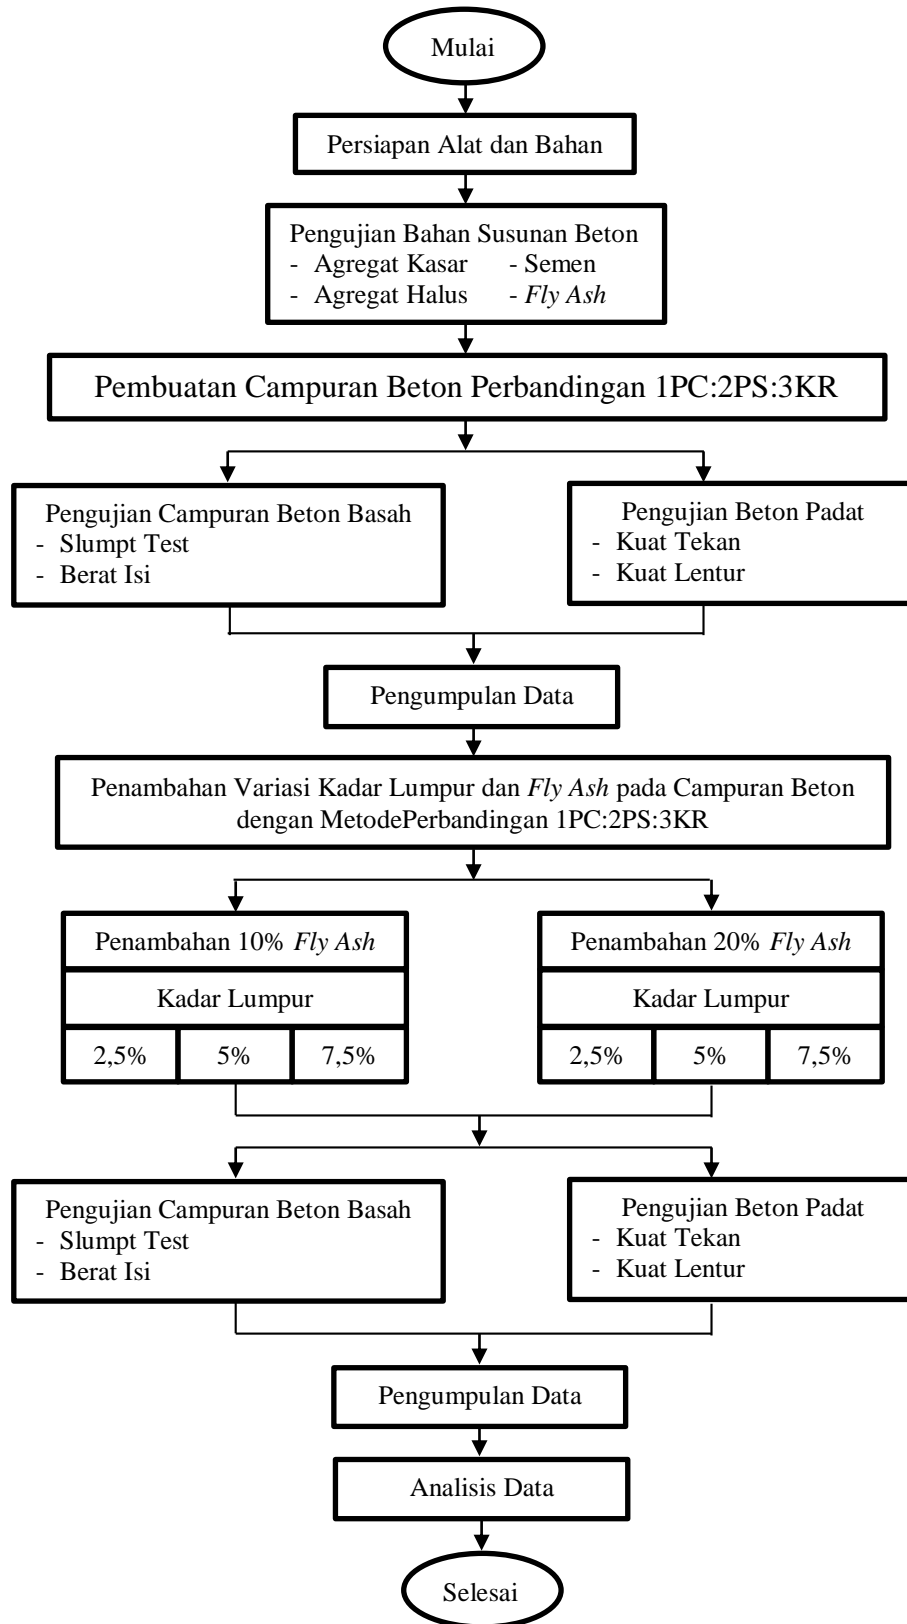 Mulai
Persiapan Alat dan Bahan
Pengujian Bahan Susunan Beton
- Agregat Kasar - Semen
- Agregat Halus - Fly Ash
Pembuatan Campuran Beton Perbandingan 1PC:2PS:3KR
Pengujian Campuran Beton Basah
- Slumpt Test
- Berat Isi
Pengujian Beton Padat
- Kuat Tekan
- Kuat Lentur
Pengumpulan Data
Penambahan Variasi Kadar Lumpur dan Fly Ash pada Campuran Beton
dengan MetodePerbandingan 1PC:2PS:3KR
Penambahan 10% Fly Ash
Kadar Lumpur
2,5% 5% 7,5%
Penambahan 20% Fly Ash
Kadar Lumpur
2,5% 5% 7,5%
Pengujian Campuran Beton Basah
- Slumpt Test
- Berat Isi
Pengujian Beton Padat
- Kuat Tekan
- Kuat Lentur
Pengumpulan Data
Analisis Data
Selesai